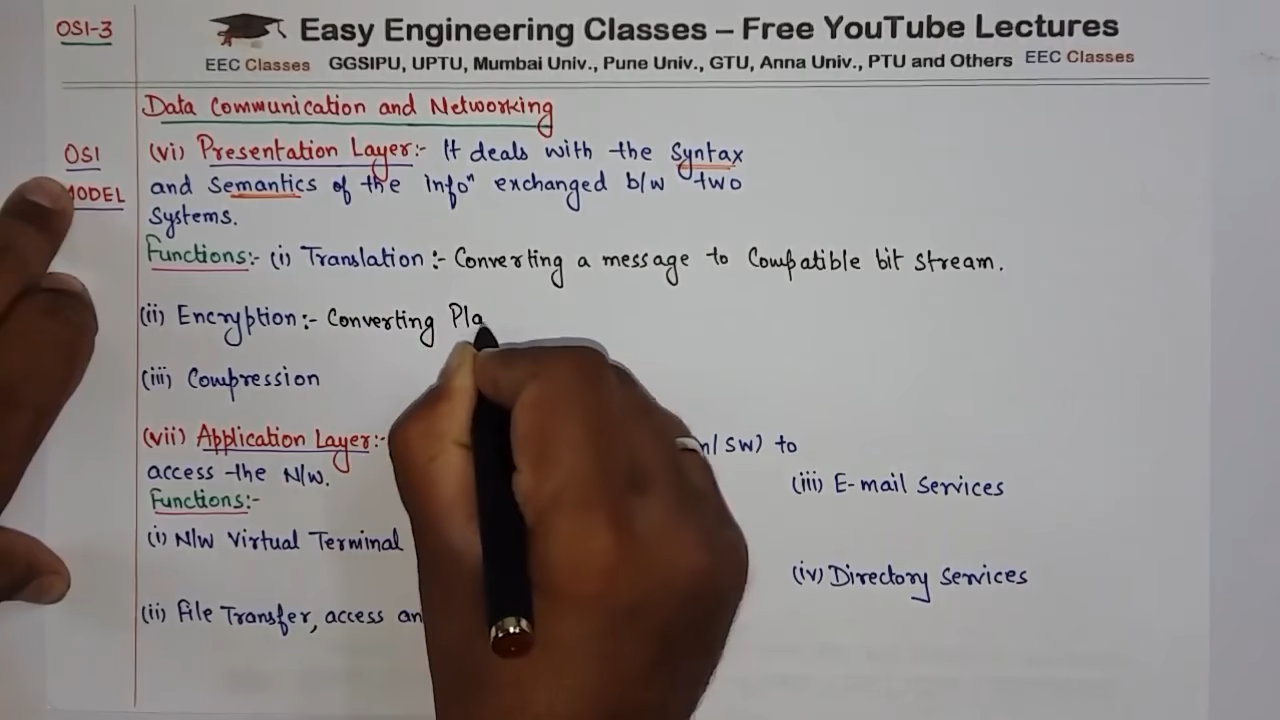 OSI-3
Easy Engineering Classes – Free YouTube Lectures
EEC Classes GGSIPU, UPTU, Mumbai Univ., Pune Univ., GTU, Anna Univ., PTU and Others EEC Classes
Data Communication and Networking
OSI
MODEL
(vi) Presentation Layer:- It deals with the Syntax
and Semantics of the infoⁿ exchanged b/w two
Systems.
Functions:- (i) Translation:- Converting a message to Compatible bit stream.
(ii) Encryption:- Converting Pla
(iii) Compression
(vii) Application Layer:- SW) to
access the N/w.
Functions:-
(i) N/W Virtual Terminal
(ii) File Transfer, access an
(iii) E-mail Services
(iv) Directory Services